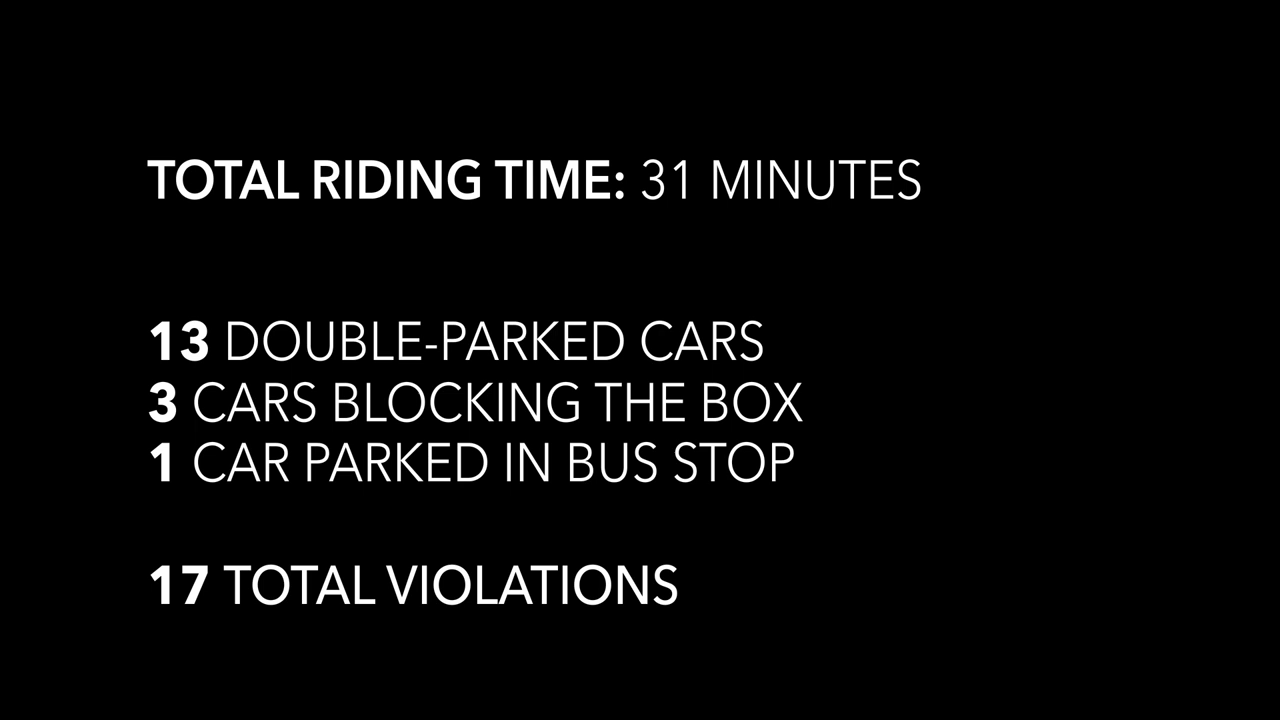 TOTAL RIDING TIME: 31 MINUTES
13 DOUBLE-PARKED CARS
3 CARS BLOCKING THE BOX
1 CAR PARKED IN BUS STOP
17 TOTAL VIOLATIONS